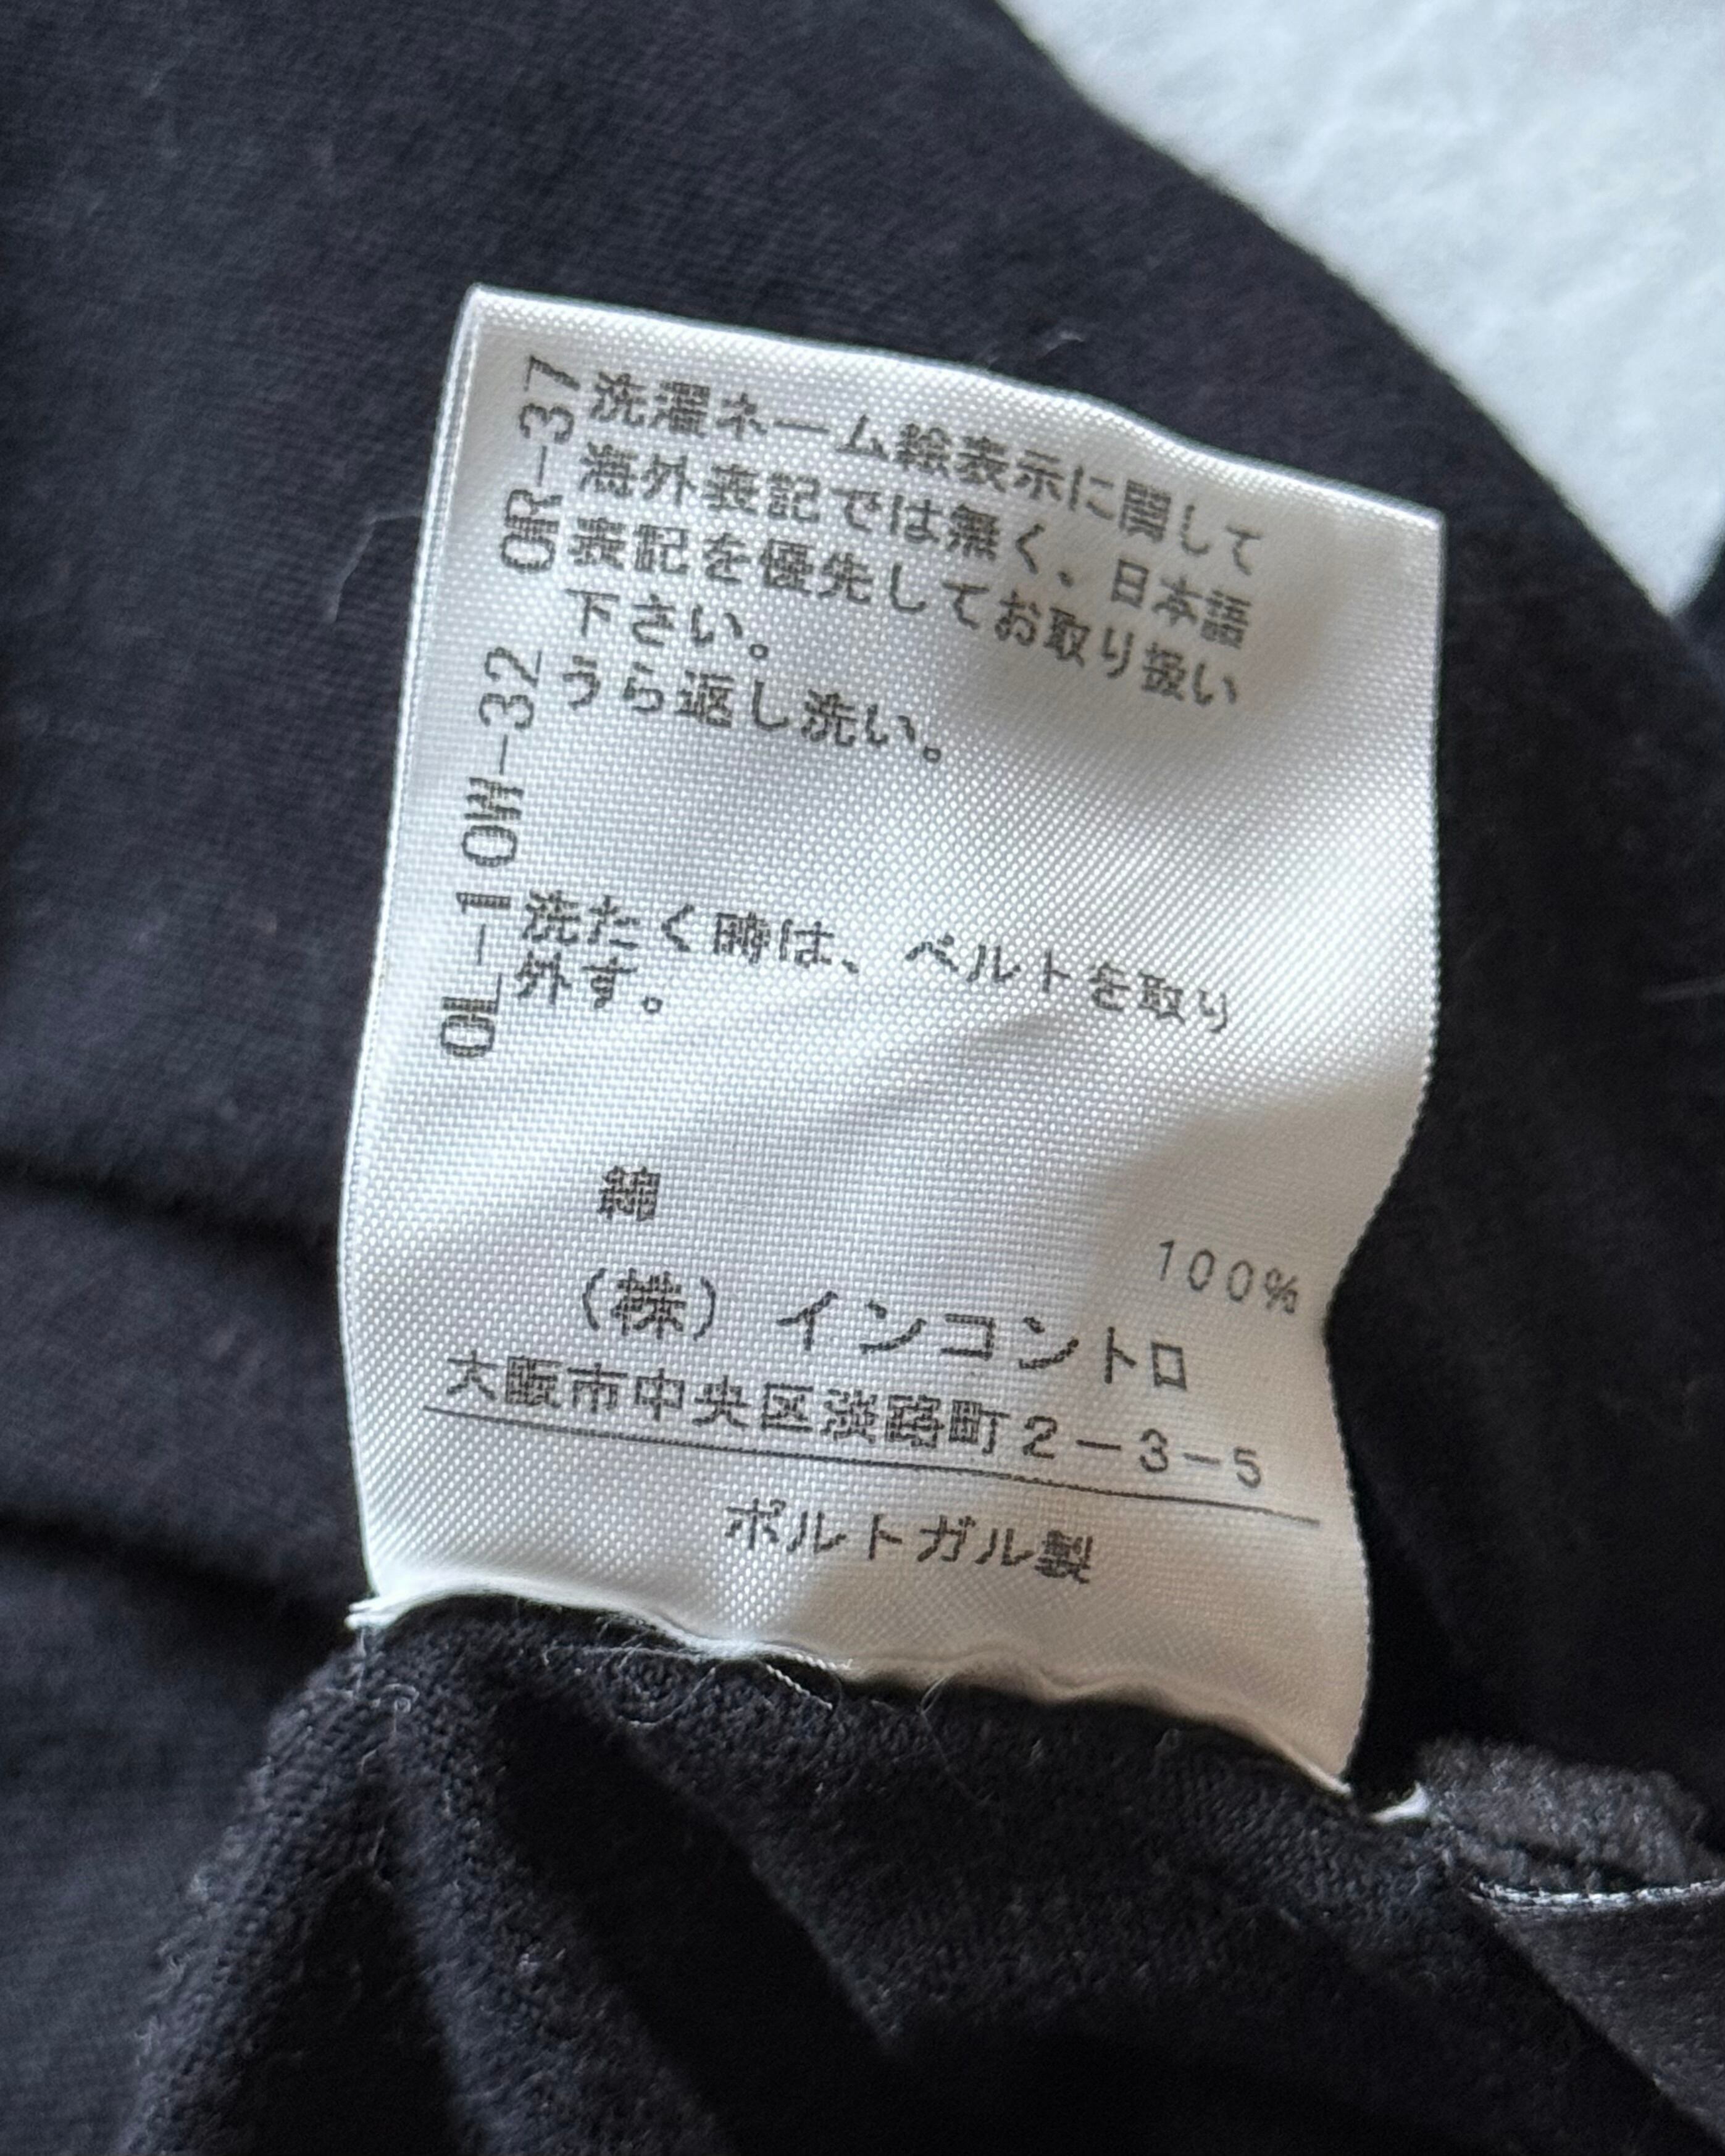 洗濯ネーム絵表示に関して
海外表記では無く、日本語
表記を優先してお取り扱い
下さい。
うら返し洗い。
洗たく時は、ベルトを取り
外す。
OL-1 OW-32 OR-37
綿 100%
(株) インコントロ
大阪市中央区淡路町2-3-5
ポルトガル製